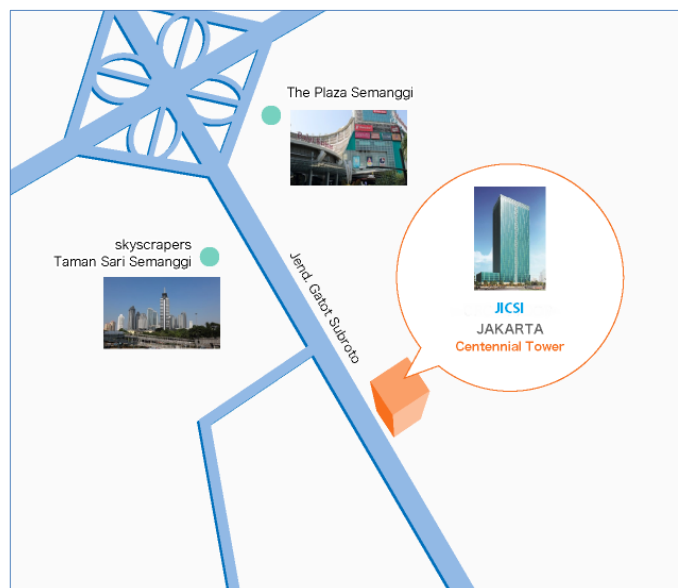 The Plaza Semanggi
skyscrapers
Taman Sari Semanggi
Jend. Gatot Subroto
JICSI
JAKARTA
Centennial Tower